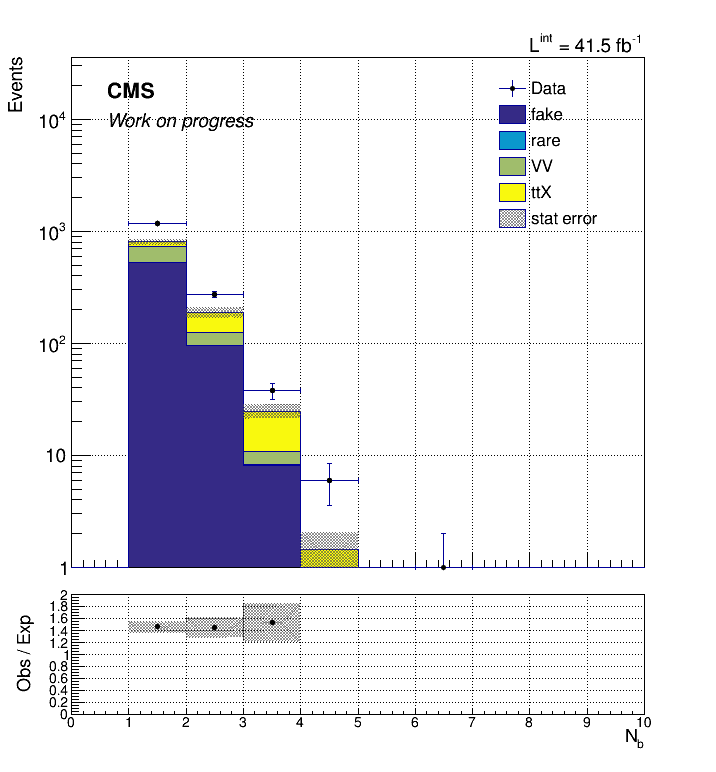 L^int = 41.5 fb^-1
Events
CMS
Work on progress
Data
fake
rare
VV
ttX
stat error
10^4
10^3
10^2
10
1
Obs / Exp
2
1.8
1.6
1.4
1.2
1
0.8
0.6
0.4
0.2
0
0 1 2 3 4 5 6 7 8 9 10
N_b